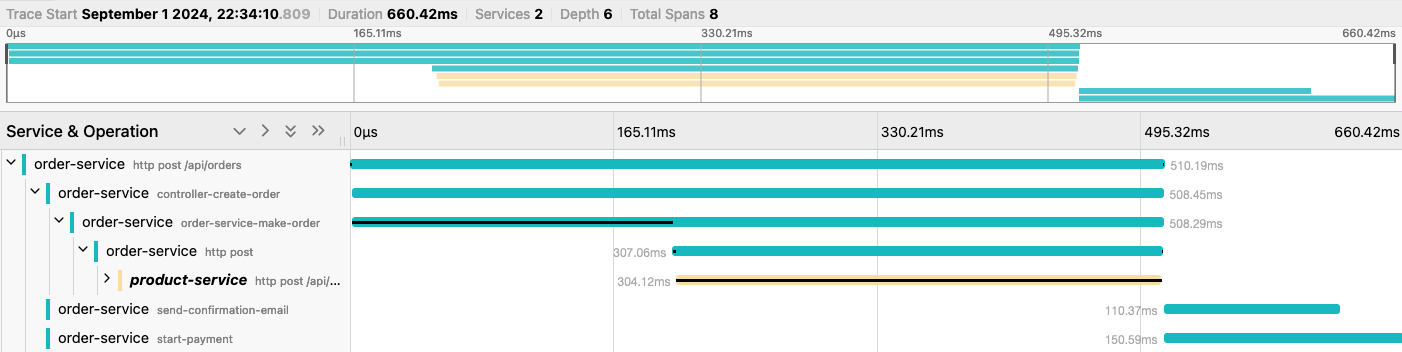 Trace Start September 1 2024, 22:34:10.809 Duration 660.42ms Services 2 Depth 6 Total Spans 8
0μs 165.11ms 330.21ms 495.32ms 660.42ms
Service & Operation 0μs 165.11ms 330.21ms 495.32ms 660.42ms
order-service http post /api/orders 510.19ms
order-service controller-create-order 508.45ms
order-service order-service-make-order 508.29ms
order-service http post 307.06ms
product-service http post /api/... 304.12ms
order-service send-confirmation-email 110.37ms
order-service start-payment 150.59ms